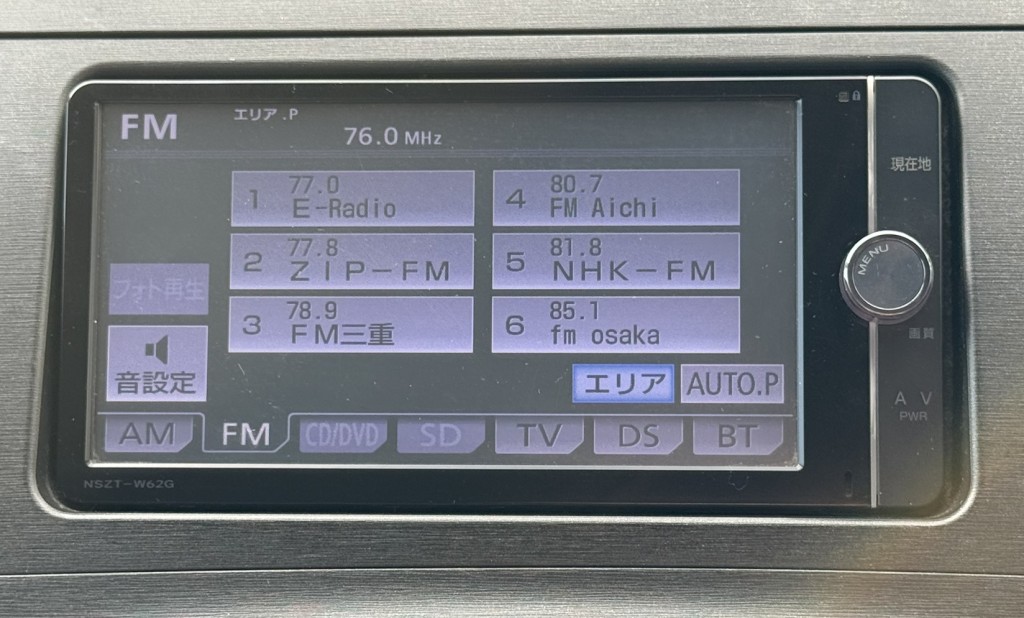 FM
エリア.P
76.0 MHz
1 77.0
E-Radio
4 80.7
FM Aichi
2 77.8
ZIP-FM
5 81.8
NHK-FM
3 78.9
FM三重
6 85.1
fm osaka
フォト再生
音設定
エリア
AUTO.P
AM
FM
CD/DVD
SD
TV
DS
BT
NSZT-W62G
現在地
MENU
画質
AV
PWR